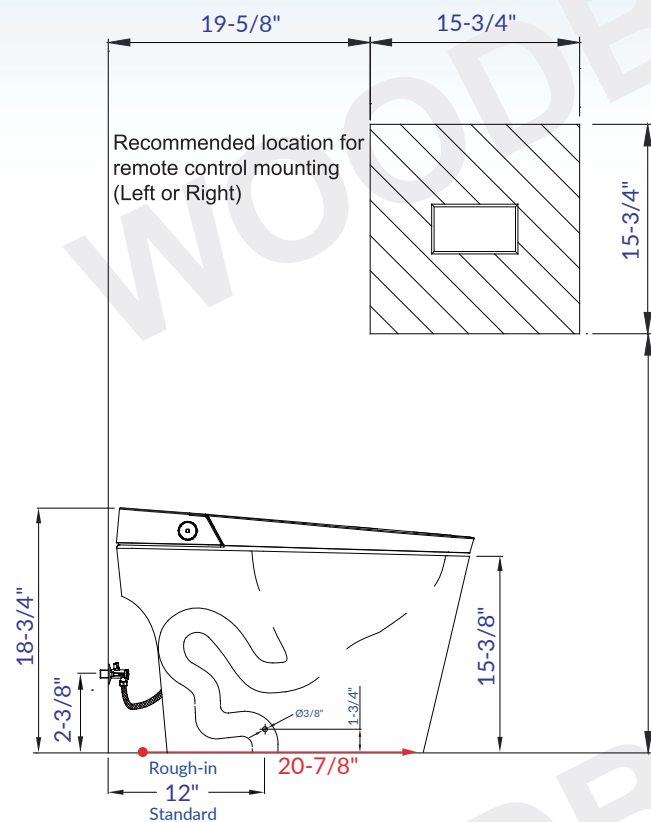 19-5/8"
15-3/4"
Recommended location for
remote control mounting
(Left or Right)
15-3/4"
18-3/4"
2-3/8"
15-3/8"
1-3/4"
Ø3/8"
Rough-in
20-7/8"
12"
Standard
WOODB